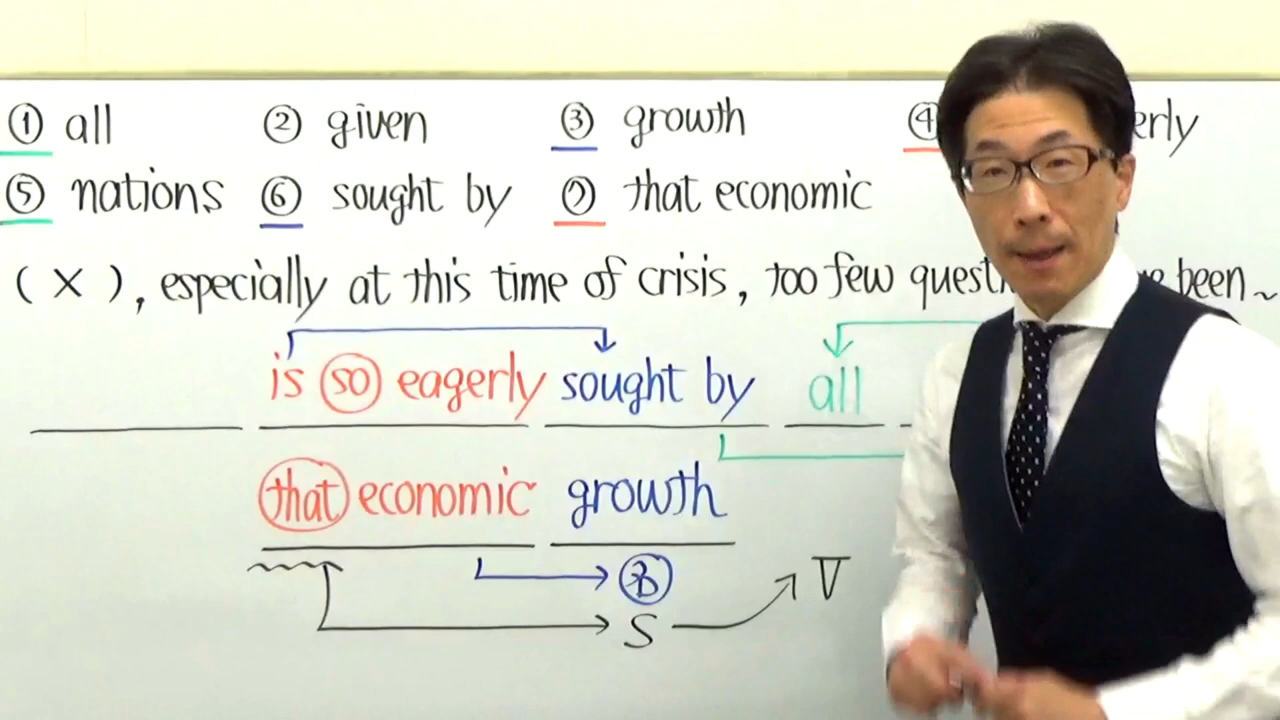 ① all ② given ③ growth ④ erly
⑤ nations ⑥ sought by ⑦ that economic
( X ), especially at this time of crisis, too few quest been ~
is so eagerly sought by all
that economic growth
名 V
S